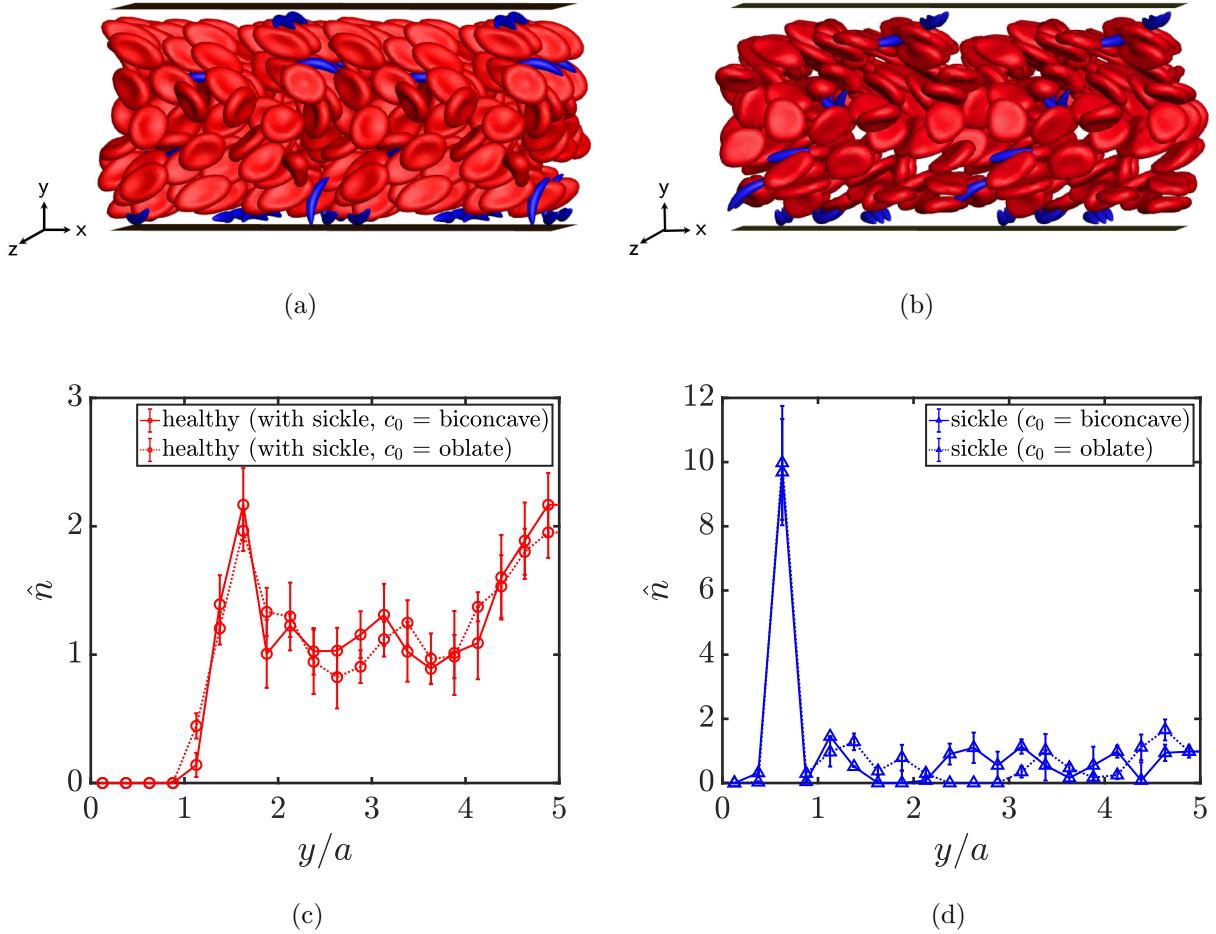 y
x
z
(a)
y
x
z
(b)
3
2
1
0
0 1 2 3 4 5
n̂
y/a
healthy (with sickle, c₀ = biconcave)
healthy (with sickle, c₀ = oblate)
(c)
12
10
8
6
4
2
0
0 1 2 3 4 5
n̂
y/a
sickle (c₀ = biconcave)
sickle (c₀ = oblate)
(d)